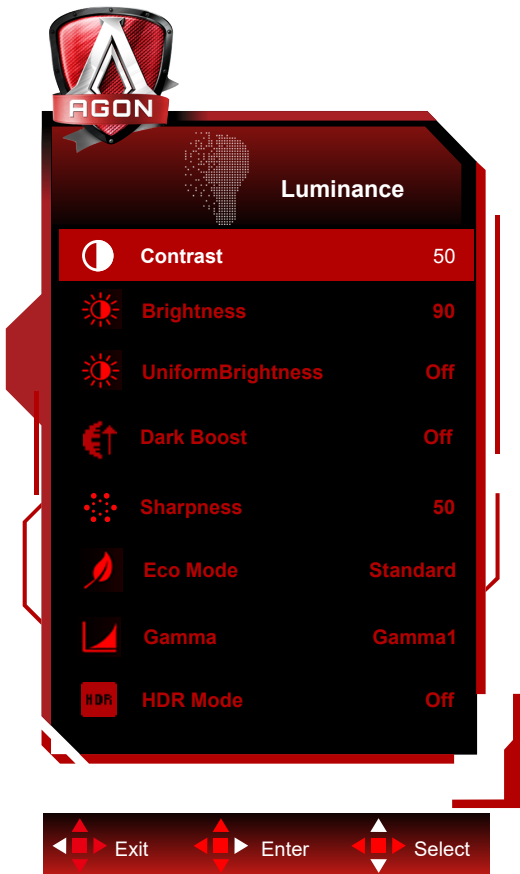 AGON
Luminance
Contrast 50
Brightness 90
UniformBrightness Off
Dark Boost Off
Sharpness 50
Eco Mode Standard
Gamma Gamma1
HDR HDR Mode Off
Exit Enter Select